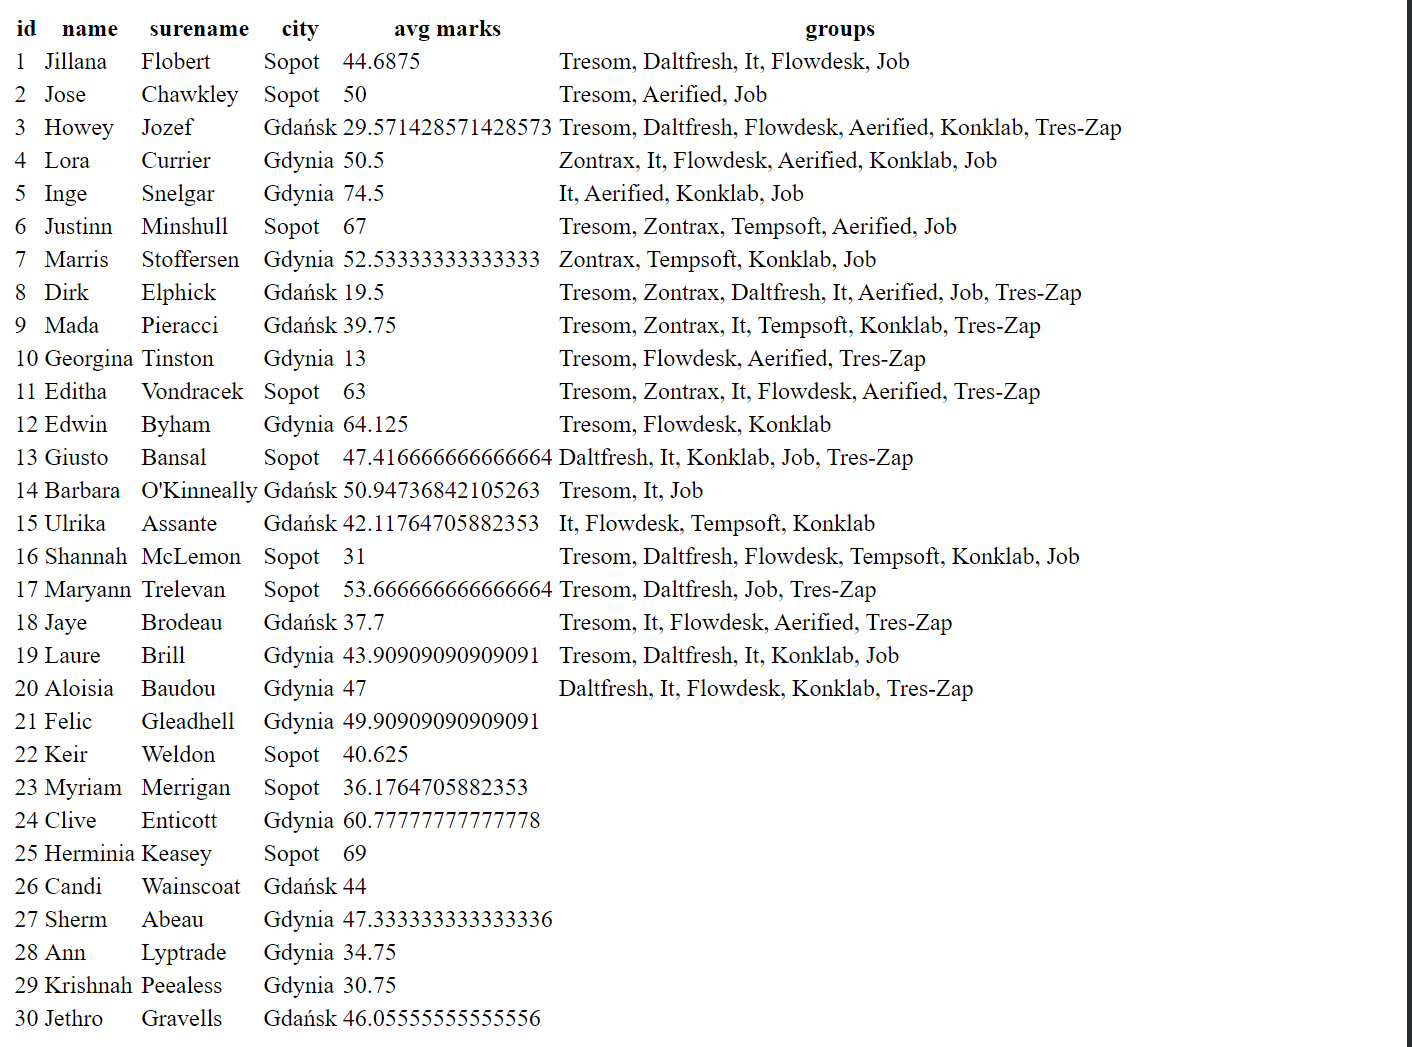 id name surename city avg marks groups
1 Jillana Flobert Sopot 44.6875 Tresom, Daltfresh, It, Flowdesk, Job
2 Jose Chawkley Sopot 50 Tresom, Aerified, Job
3 Howey Jozef Gdańsk 29.571428571428573 Tresom, Daltfresh, Flowdesk, Aerified, Konklab, Tres-Zap
4 Lora Currier Gdynia 50.5 Zontrax, It, Flowdesk, Aerified, Konklab, Job
5 Inge Snelgar Gdynia 74.5 It, Aerified, Konklab, Job
6 Justinn Minshull Sopot 67 Tresom, Zontrax, Tempsoft, Aerified, Job
7 Marris Stoffersen Gdynia 52.53333333333333 Zontrax, Tempsoft, Konklab, Job
8 Dirk Elphick Gdańsk 19.5 Tresom, Zontrax, Daltfresh, It, Aerified, Job, Tres-Zap
9 Mada Pieracci Gdańsk 39.75 Tresom, Zontrax, It, Tempsoft, Konklab, Tres-Zap
10 Georgina Tinston Gdynia 13 Tresom, Flowdesk, Aerified, Tres-Zap
11 Editha Vondracek Sopot 63 Tresom, Zontrax, It, Flowdesk, Aerified, Tres-Zap
12 Edwin Byham Gdynia 64.125 Tresom, Flowdesk, Konklab
13 Giusto Bansal Sopot 47.416666666666664 Daltfresh, It, Konklab, Job, Tres-Zap
14 Barbara O'Kinneally Gdańsk 50.94736842105263 Tresom, It, Job
15 Ulrika Assante Gdańsk 42.11764705882353 It, Flowdesk, Tempsoft, Konklab
16 Shannah McLemon Sopot 31 Tresom, Daltfresh, Flowdesk, Tempsoft, Konklab, Job
17 Maryann Trelevan Sopot 53.666666666666664 Tresom, Daltfresh, Job, Tres-Zap
18 Jaye Brodeau Gdańsk 37.7 Tresom, It, Flowdesk, Aerified, Tres-Zap
19 Laure Brill Gdynia 43.90909090909091 Tresom, Daltfresh, It, Konklab, Job
20 Aloisia Baudou Gdynia 47 Daltfresh, It, Flowdesk, Konklab, Tres-Zap
21 Felic Gleadhell Gdynia 49.90909090909091
22 Keir Weldon Sopot 40.625
23 Myriam Merrigan Sopot 36.1764705882353
24 Clive Enticott Gdynia 60.77777777777778
25 Herminia Keasey Sopot 69
26 Candi Wainscoat Gdańsk 44
27 Sherm Abeau Gdynia 47.333333333333336
28 Ann Lyptrade Gdynia 34.75
29 Krishnah Peealess Gdynia 30.75
30 Jethro Gravells Gdańsk 46.05555555555556